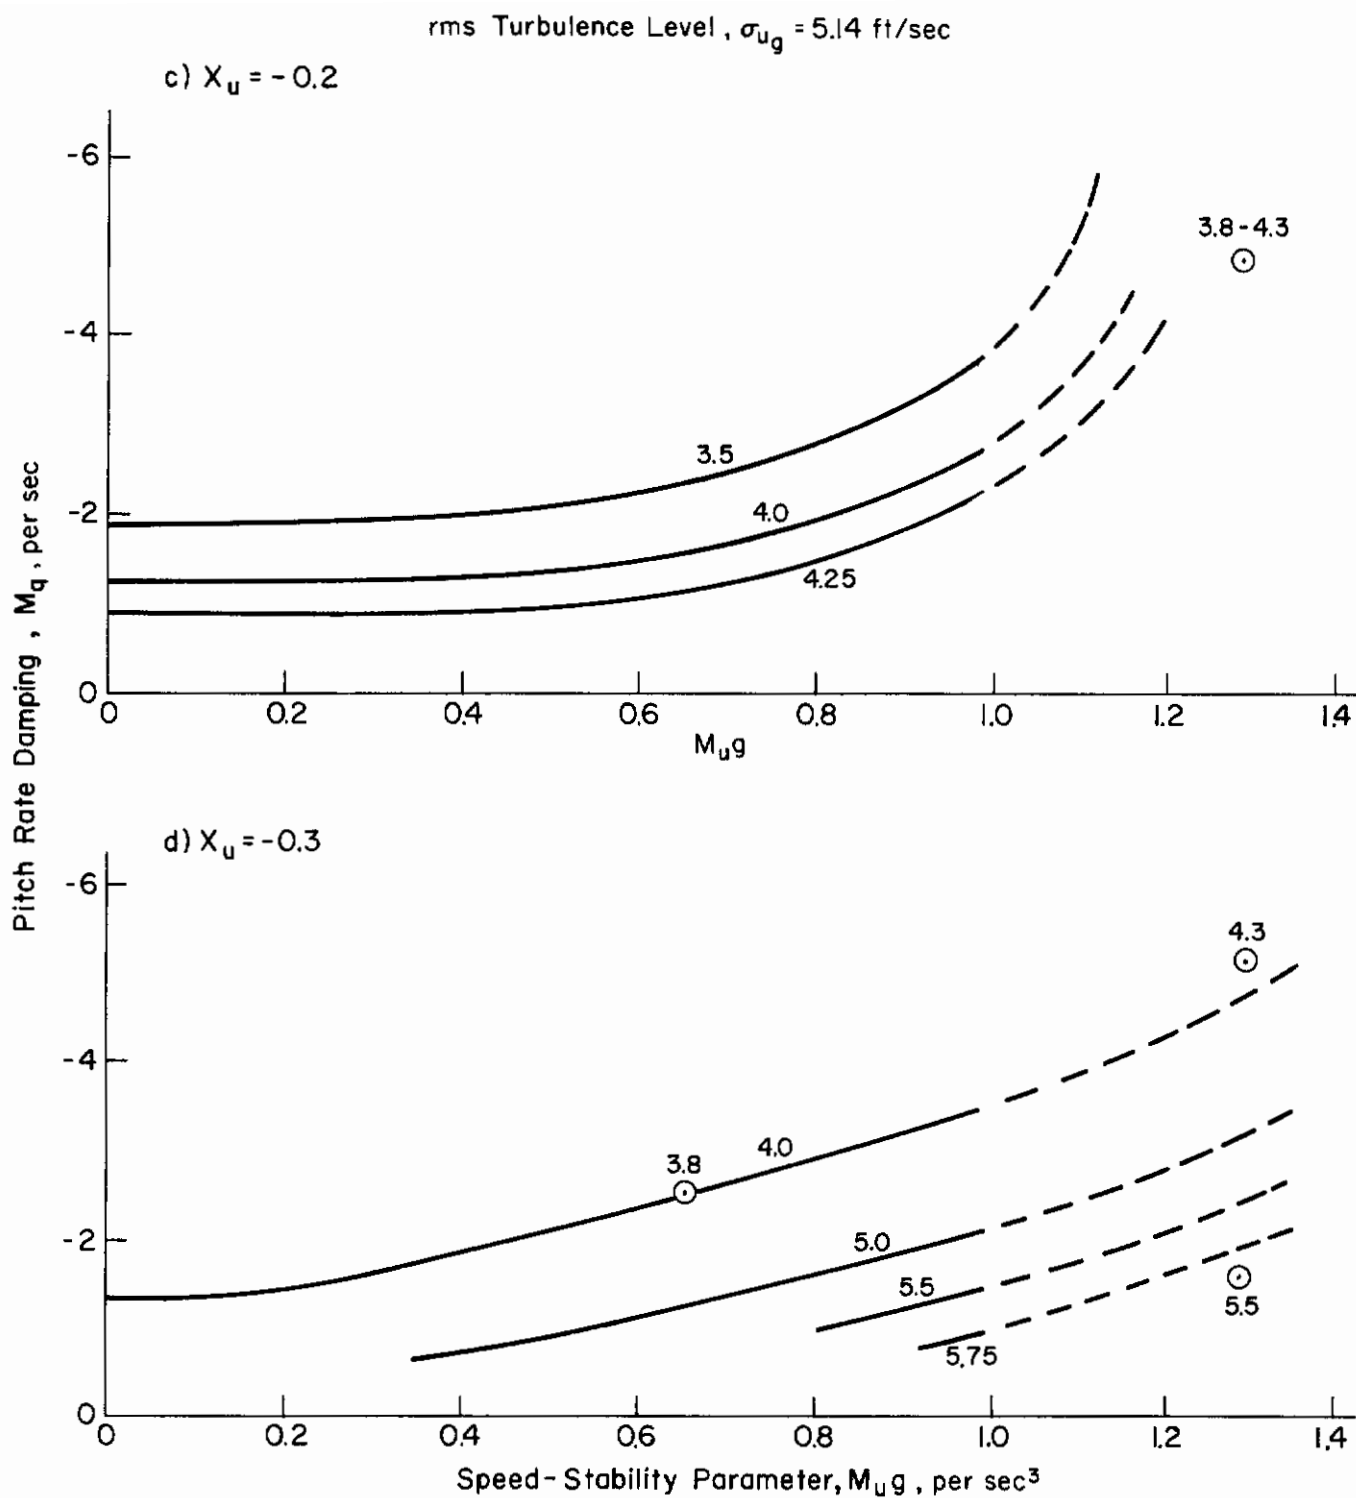 rms Turbulence Level, σug = 5.14 ft/sec
c) Xu = -0.2
-6
-4
-2
0
3.8-4.3
3.5
4.0
4.25
0 0.2 0.4 0.6 0.8 1.0 1.2 1.4
Mug
Pitch Rate Damping, Mq, per sec
d) Xu = -0.3
-6
-4
-2
0
4.3
4.0
3.8
5.0
5.5
5.5
5.75
0 0.2 0.4 0.6 0.8 1.0 1.2 1.4
Speed-Stability Parameter, Mug, per sec³